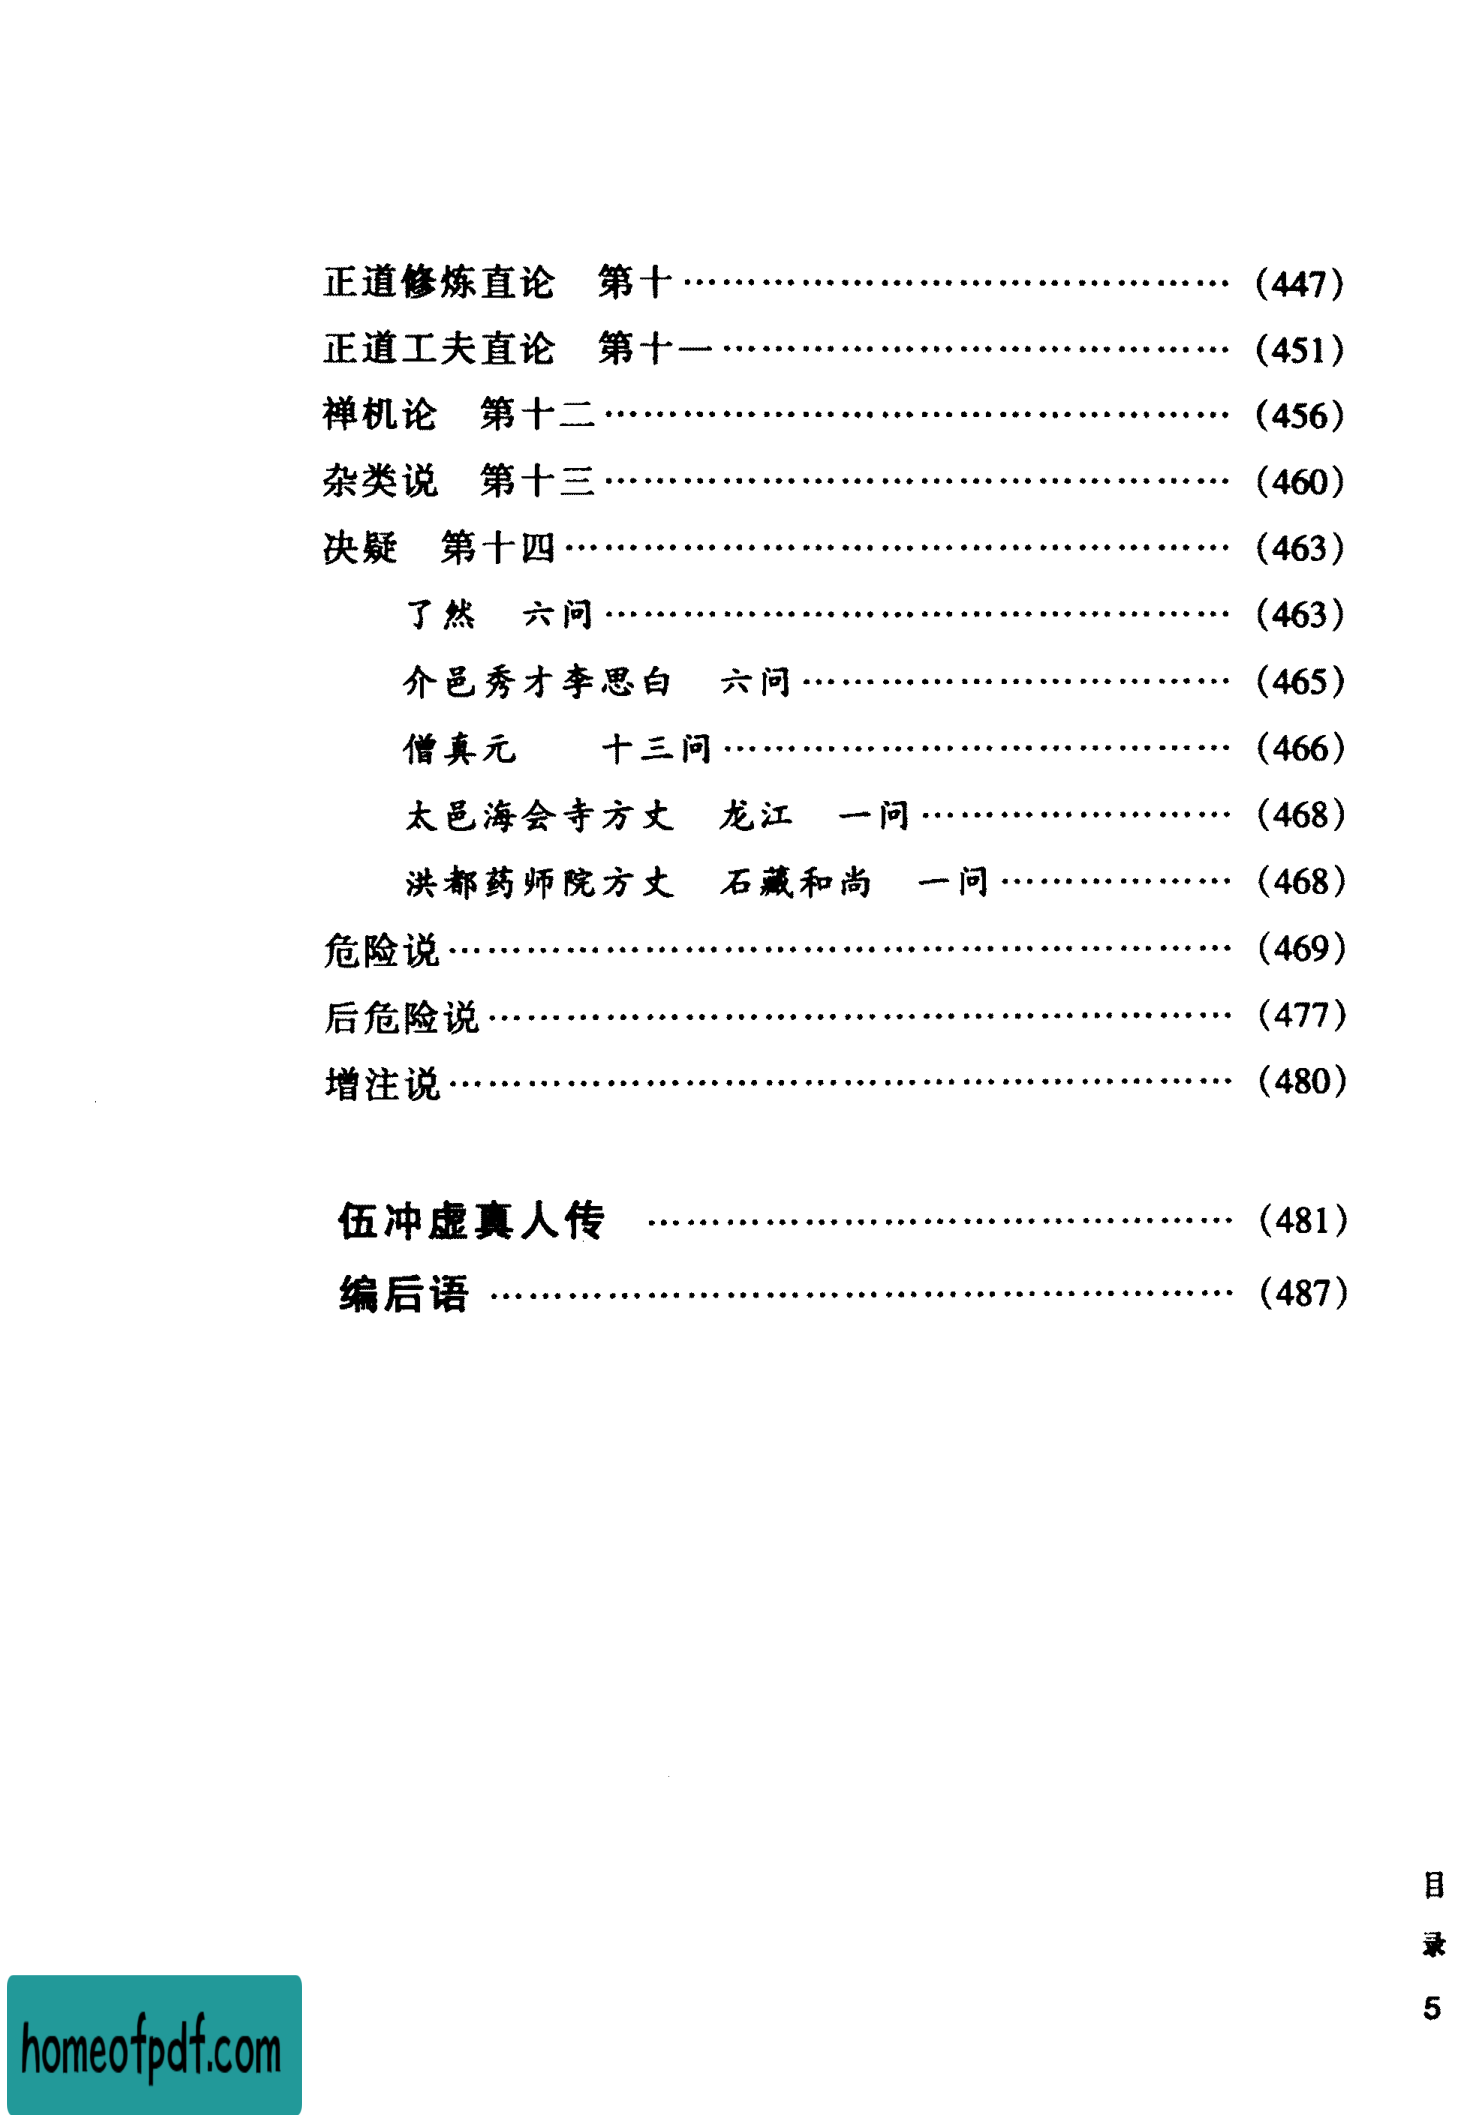 正道修炼直论　第十……………………………………(447)
正道工夫直论　第十一…………………………………(451)
禅机论　第十二…………………………………………(456)
杂类说　第十三…………………………………………(460)
决疑　第十四……………………………………………(463)
了然　六问………………………………………………(463)
介邑秀才李思白　六问…………………………………(465)
僧真元　　十三问………………………………………(466)
太邑海会寺方丈　龙江　一问…………………………(468)
洪都药师院方丈　石藏和尚　一问……………………(468)
危险说……………………………………………………(469)
后危险说…………………………………………………(477)
增注说……………………………………………………(480)
伍冲虚真人传　…………………………………………(481)
编后语……………………………………………………(487)
目录
5
homeofpdf.com